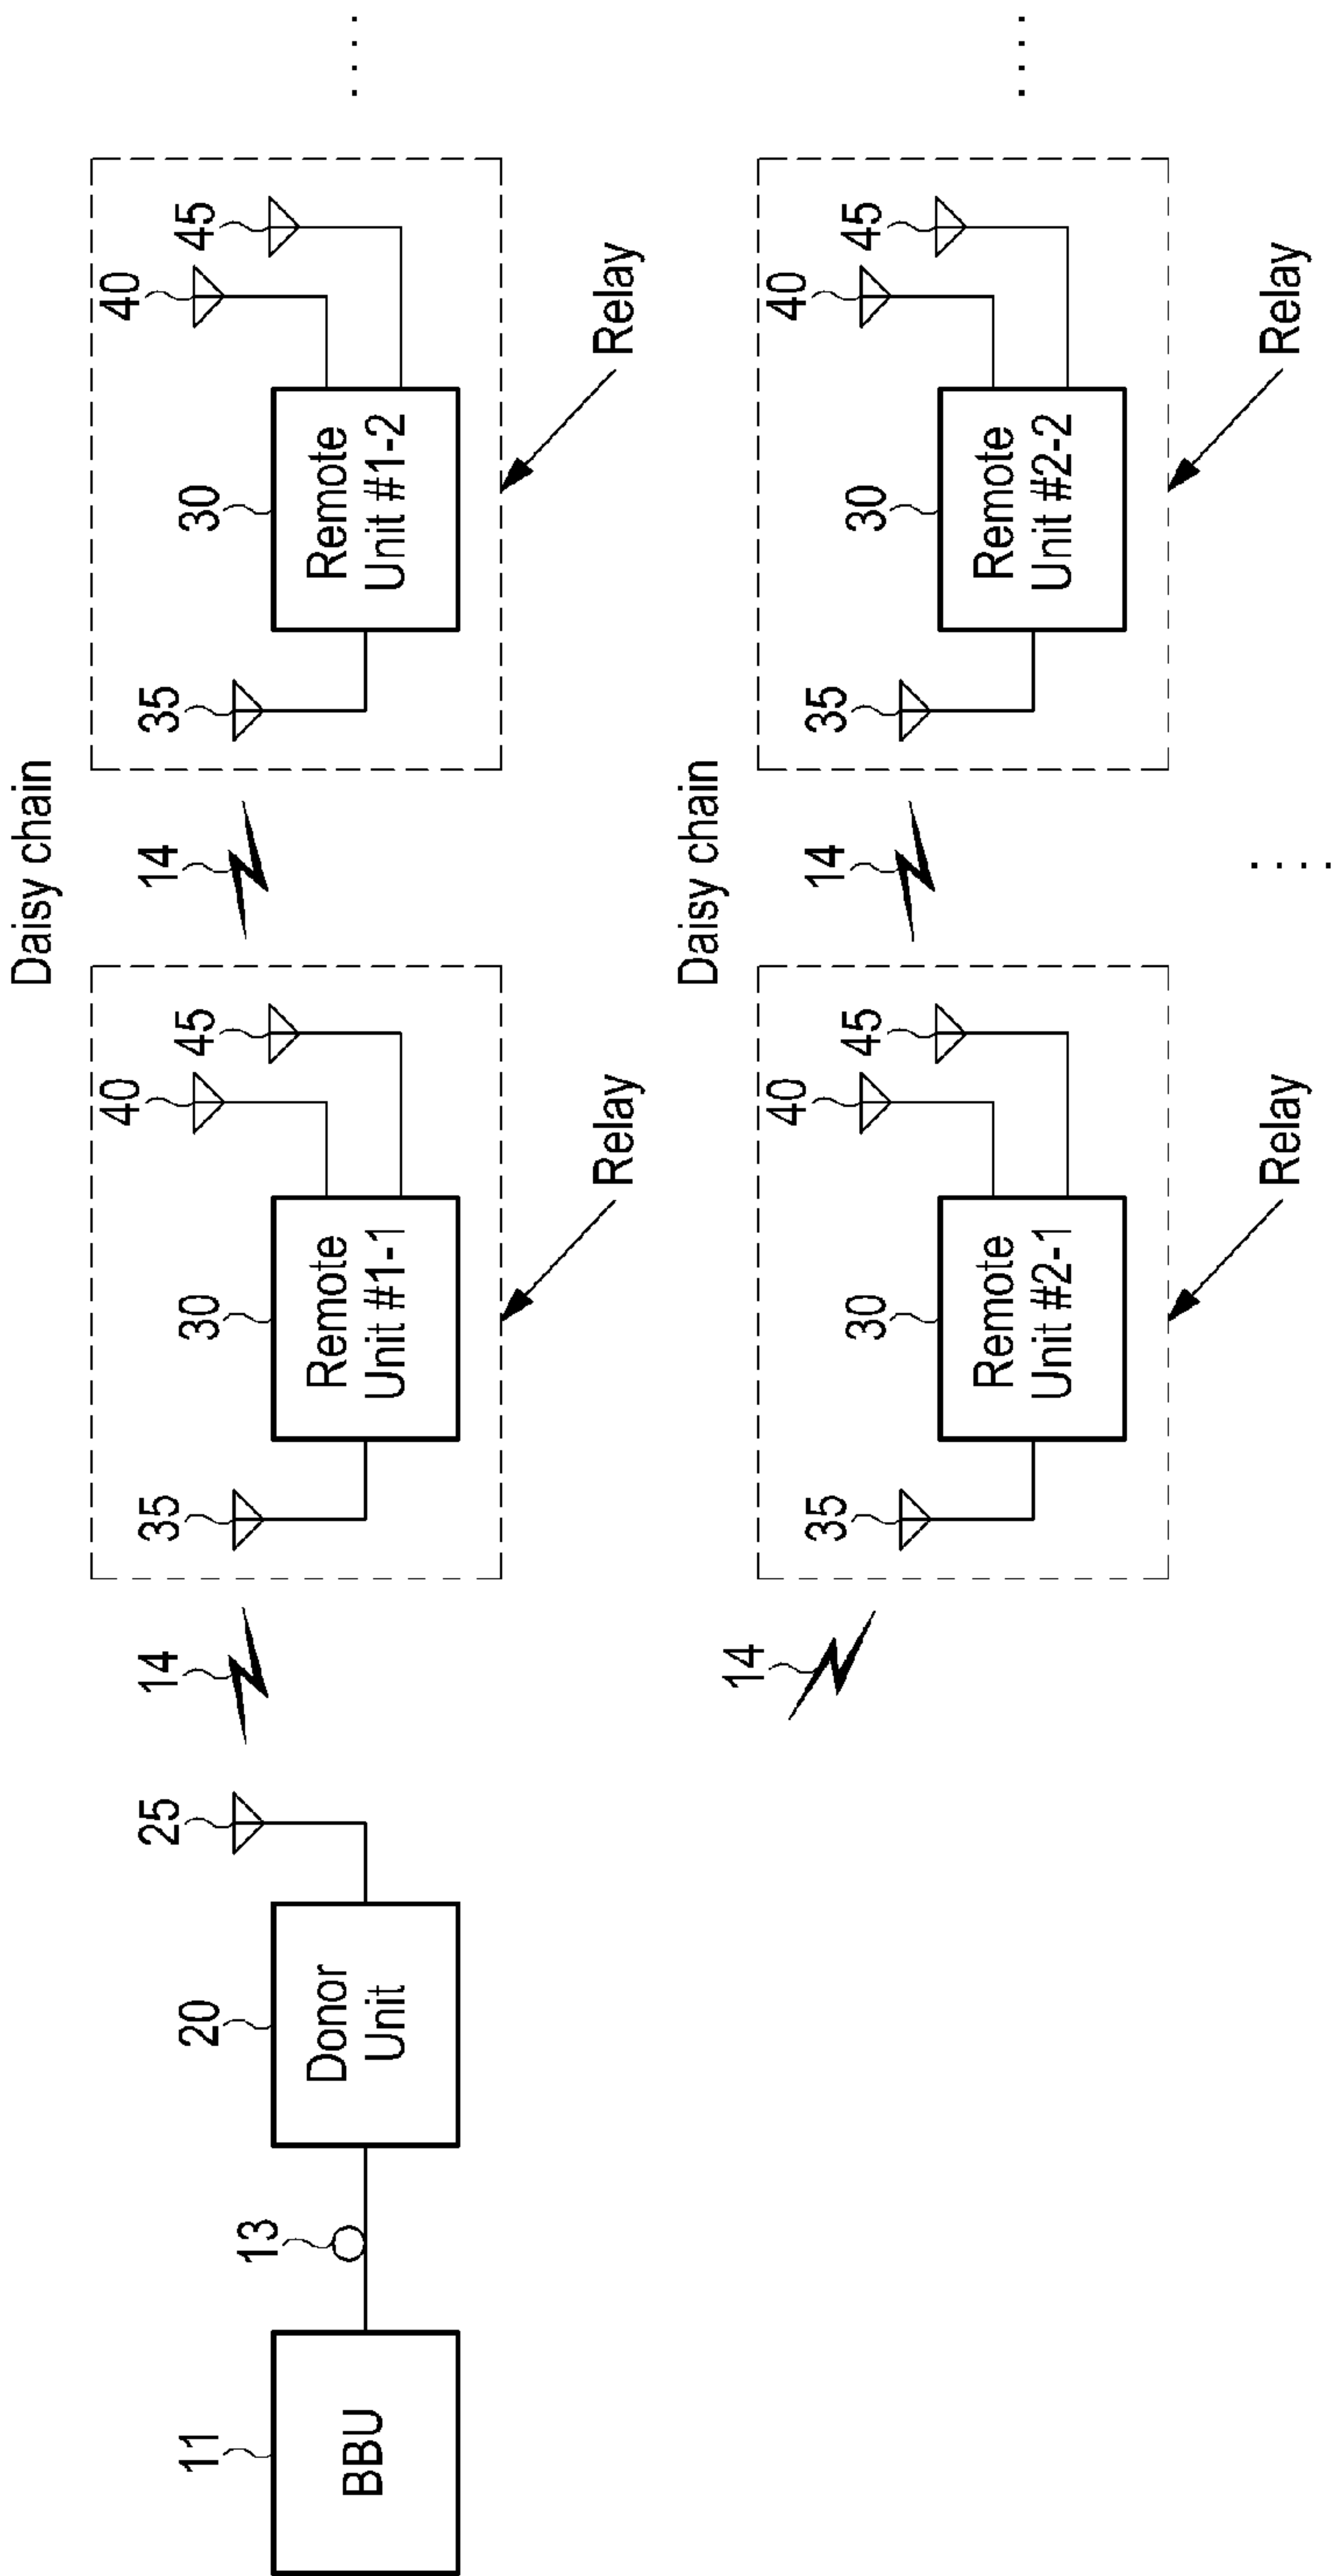 Daisy chain
11
BBU
13
20
Donor
Unit
25
14
35
30
Remote
Unit #1-1
40
45
Relay
14
35
30
Remote
Unit #1-2
40
45
Relay
. . . .
Daisy chain
14
35
30
Remote
Unit #2-1
40
45
Relay
14
35
30
Remote
Unit #2-2
40
45
Relay
. . . .
. . . .